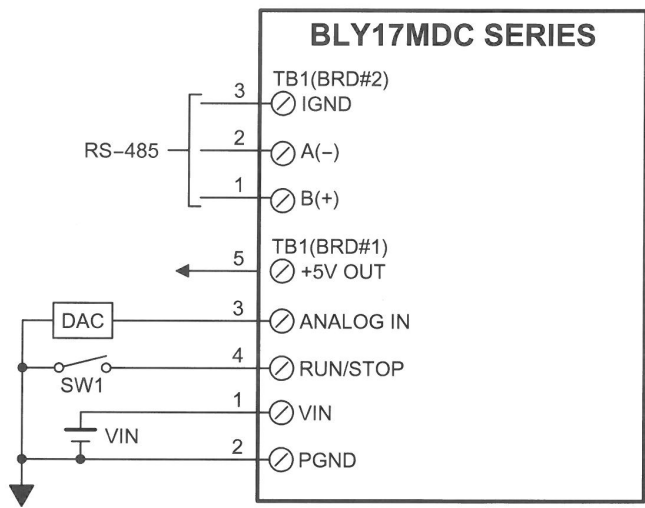 BLY17MDC SERIES
TB1(BRD#2)
3 IGND
RS-485
2 A(-)
1 B(+)
TB1(BRD#1)
5 +5V OUT
DAC 3 ANALOG IN
4 RUN/STOP
SW1
1 VIN
VIN
2 PGND